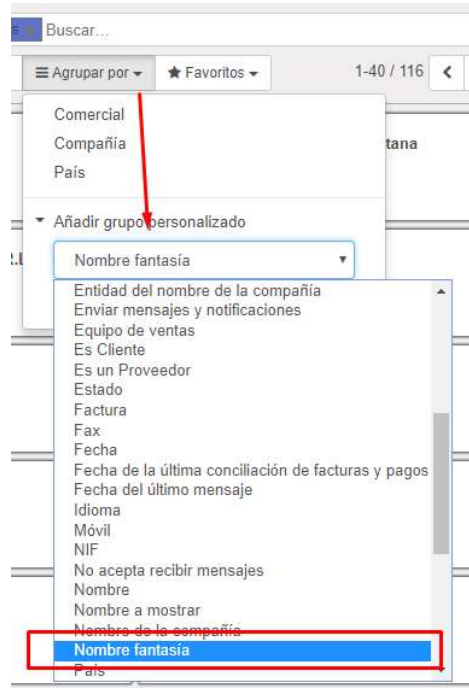 Buscar...
Agrupar por
Favoritos
1-40 / 116
Comercial
Compañía
tana
País
Añadir grupo personalizado
Nombre fantasía
Entidad del nombre de la compañía
Enviar mensajes y notificaciones
Equipo de ventas
Es Cliente
Es un Proveedor
Estado
Factura
Fax
Fecha
Fecha de la última conciliación de facturas y pagos
Fecha del último mensaje
Idioma
Móvil
NIF
No acepta recibir mensajes
Nombre
Nombre a mostrar
Nombre de la compañía
Nombre fantasía
País